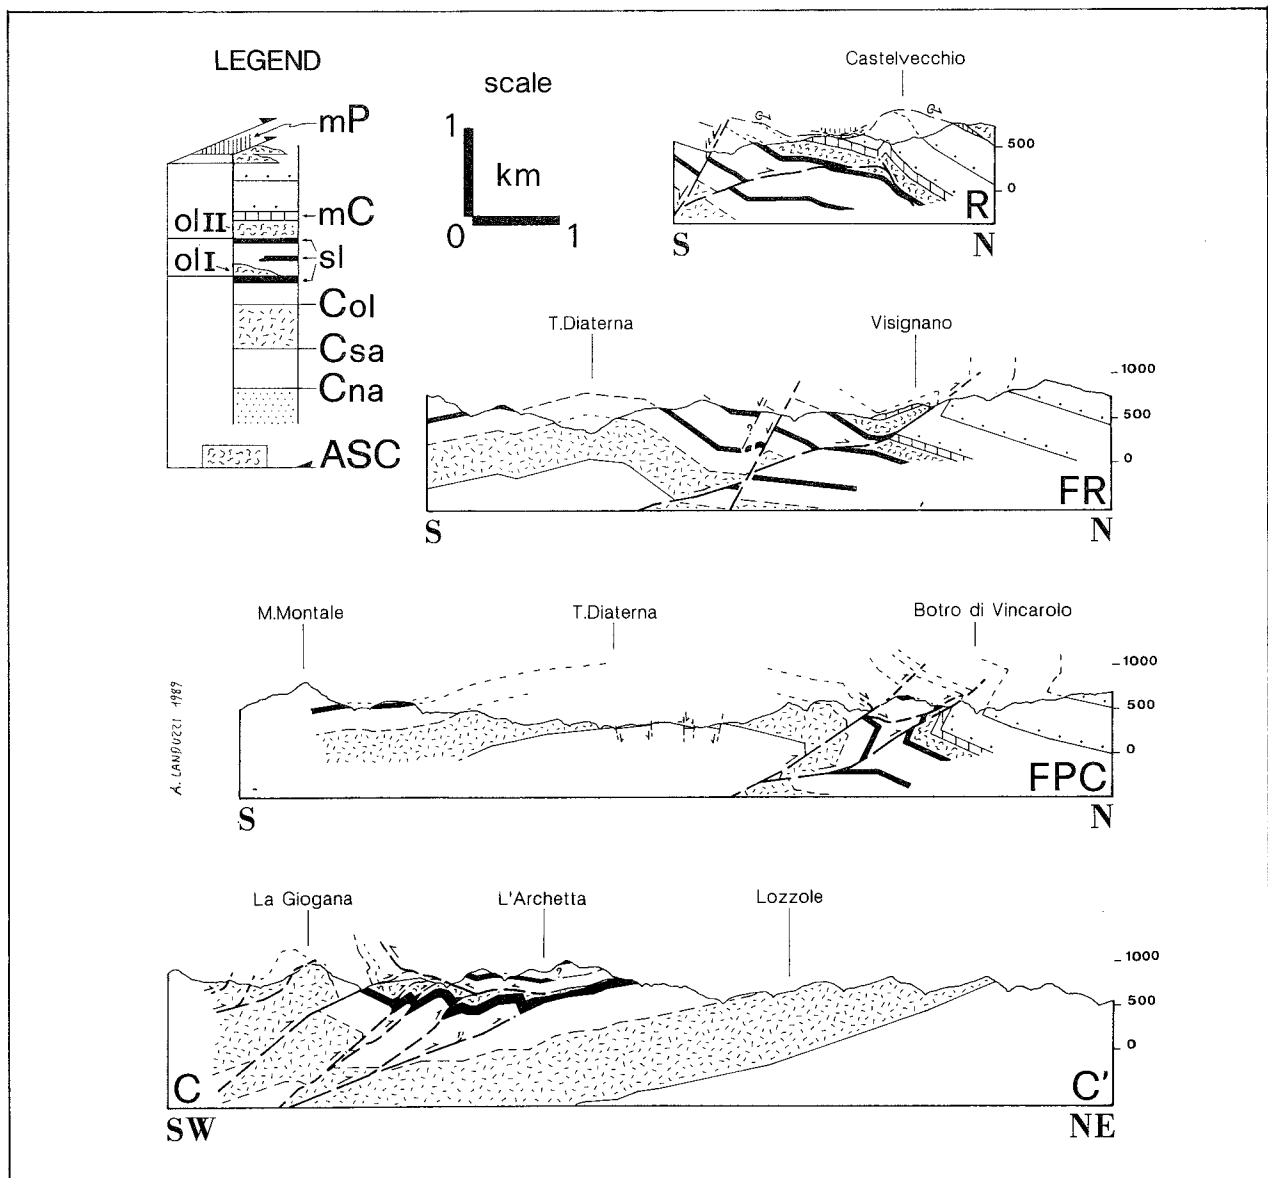 LEGEND
mP
olII
mC
olI
sl
Col
Csa
Cna
ASC
scale
1
km
0
1
Castelvecchio
500
0
R
S
N
T.Diaterna
Visignano
1000
500
0
?
FR
S
N
M.Montale
T.Diaterna
Botro di Vincarolo
1000
500
0
FPC
S
N
A. LANDUZZI 1989
La Giogana
L'Archetta
Lozzole
1000
500
0
?
?
C
C'
SW
NE